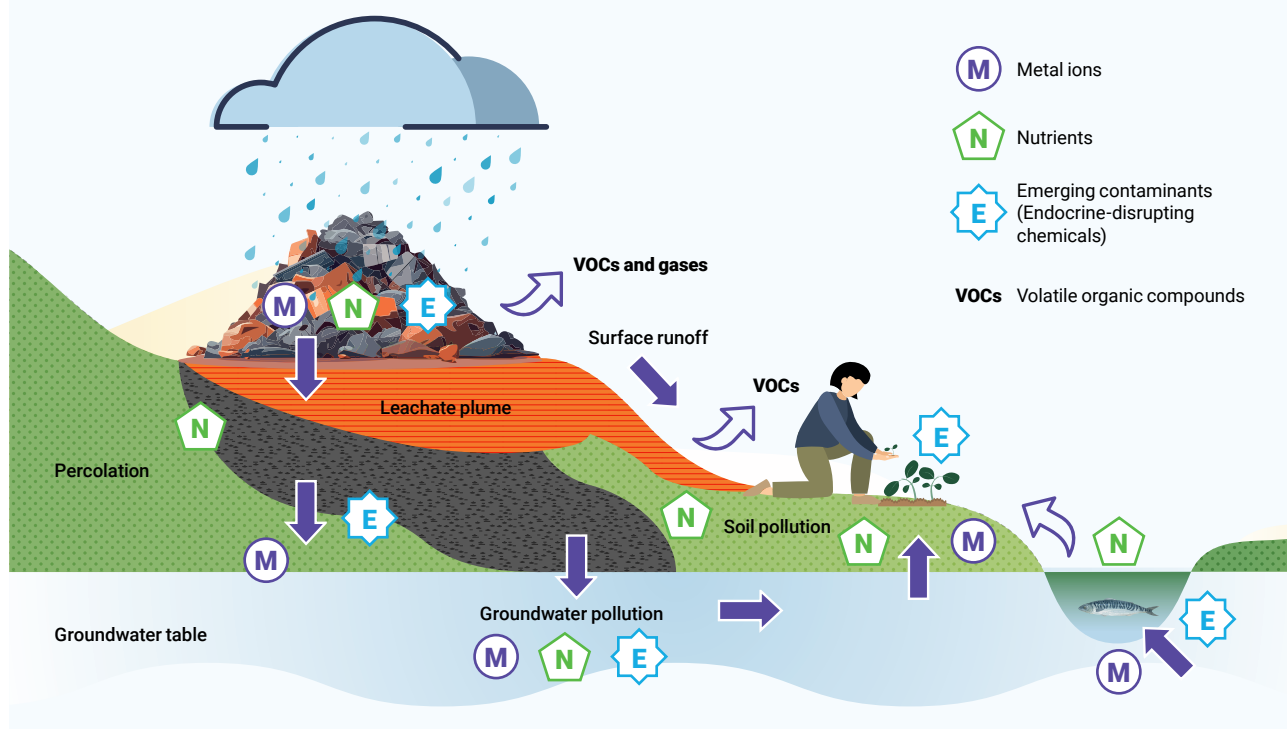 M Metal ions
N Nutrients
E Emerging contaminants
(Endocrine-disrupting
chemicals)
VOCs Volatile organic compounds
VOCs and gases
M N E
Surface runoff
VOCs
Leachate plume
N
E
Percolation
E
N
Soil pollution
N
M
N
M
Groundwater pollution
Groundwater table
M N E
E
M